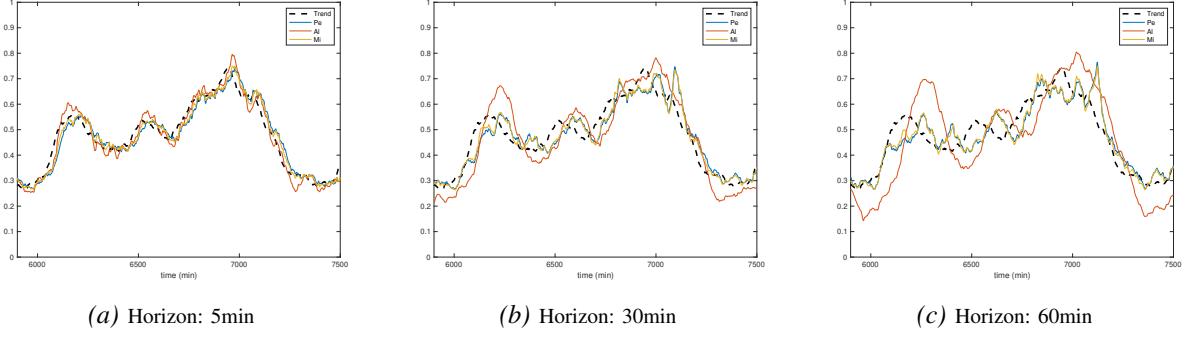 1
0.9
0.8
0.7
0.6
0.5
0.4
0.3
0.2
0.1
0
6000 6500 7000 7500
time (min)
Trend
Pe
Al
Mi
(a) Horizon: 5min
1
0.9
0.8
0.7
0.6
0.5
0.4
0.3
0.2
0.1
0
6000 6500 7000 7500
time (min)
Trend
Pe
Al
Mi
(b) Horizon: 30min
1
0.9
0.8
0.7
0.6
0.5
0.4
0.3
0.2
0.1
0
6000 6500 7000 7500
time (min)
Trend
Pe
Al
Mi
(c) Horizon: 60min